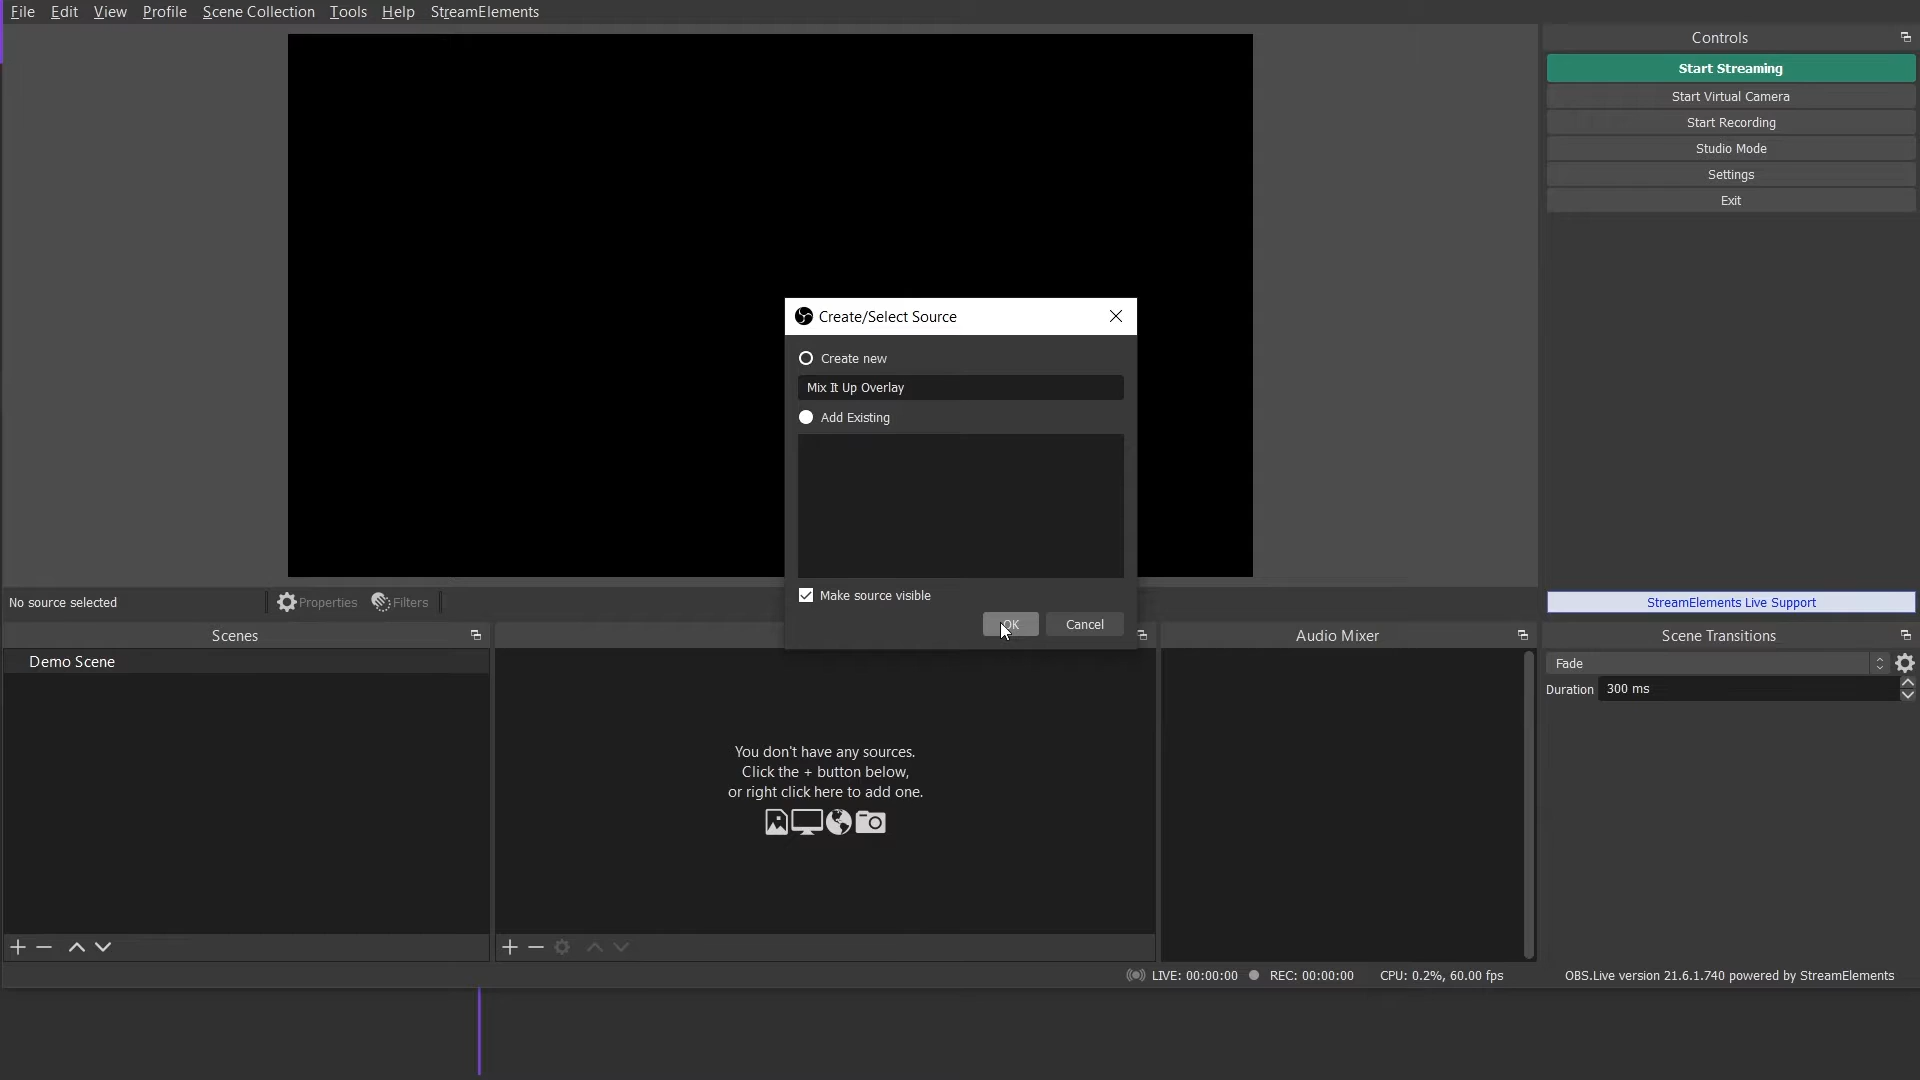 File Edit View Profile Scene Collection Tools Help StreamElements
Controls
Start Streaming
Start Virtual Camera
Start Recording
Studio Mode
Settings
Exit
Create/Select Source
Create new
Mix It Up Overlay
Add Existing
Make source visible
OK Cancel
No source selected Properties Filters
StreamElements Live Support
Scenes
Demo Scene
You don't have any sources.
Click the + button below,
or right click here to add one.
Audio Mixer
Scene Transitions
Fade
Duration 300 ms
LIVE: 00:00:00 REC: 00:00:00 CPU: 0.2%, 60.00 fps OBS.Live version 21.6.1.740 powered by StreamElements